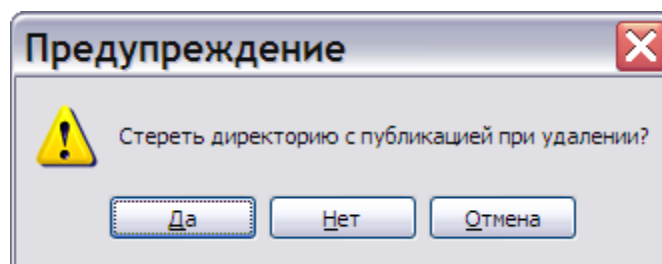 Предупреждение
Стереть директорию с публикацией при удалении?
Да
Нет
Отмена